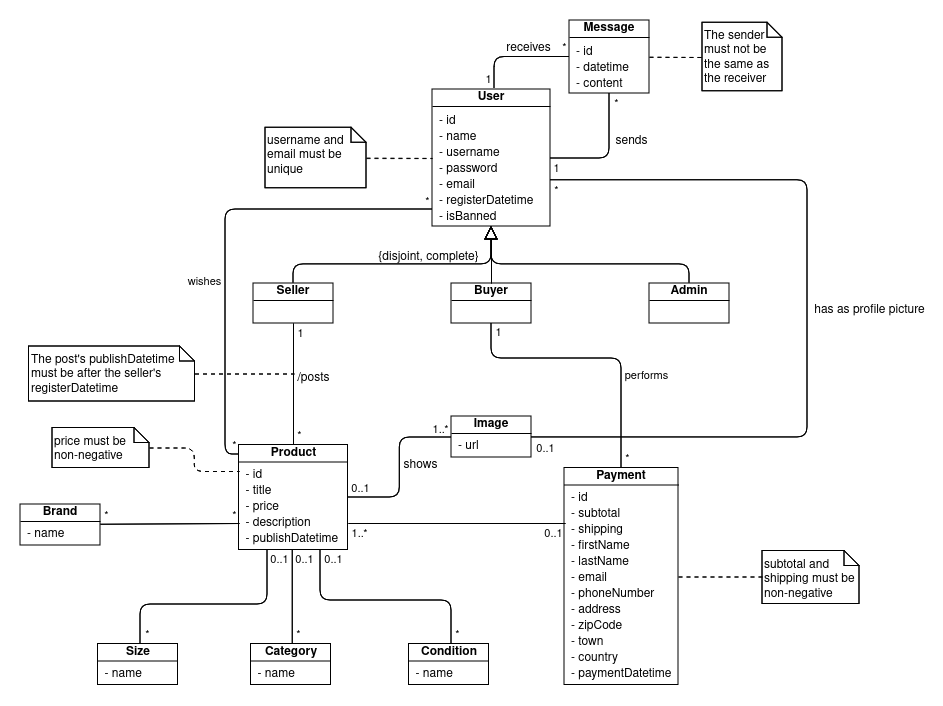 Message
- id
- datetime
- content
The sender
must not be
the same as
the receiver
receives
*
1
*
sends
1
*
User
- id
- name
- username
- password
- email
- registerDatetime
- isBanned
username and
email must be
unique
*
wishes
{disjoint, complete}
Seller
Buyer
Admin
has as profile picture
1
1
The post's publishDatetime
must be after the seller's
registerDatetime
/posts
performs
price must be
non-negative
*
*
1..*
Image
- url
0..1
shows
*
Product
- id
- title
- price
- description
- publishDatetime
0..1
Brand
- name
*
*
1..*
0..1
Payment
- id
- subtotal
- shipping
- firstName
- lastName
- email
- phoneNumber
- address
- zipCode
- town
- country
- paymentDatetime
subtotal and
shipping must be
non-negative
0..1
0..1
0..1
*
*
*
Size
- name
Category
- name
Condition
- name